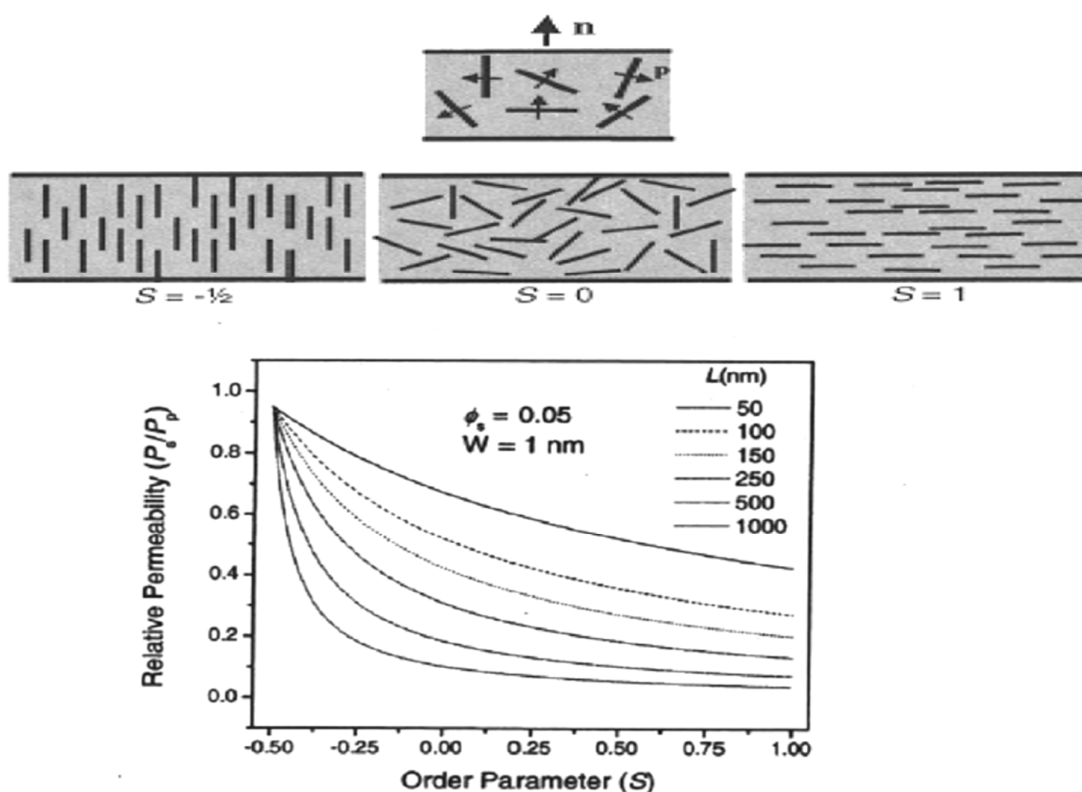 n
p
S = -½
S = 0
S = 1
L(nm)
ϕs = 0.05
W = 1 nm
50
100
150
250
500
1000
Relative Permeability (Ps/Pp)
1.0
0.8
0.6
0.4
0.2
0.0
-0.50
-0.25
0.00
0.25
0.50
0.75
1.00
Order Parameter (S)